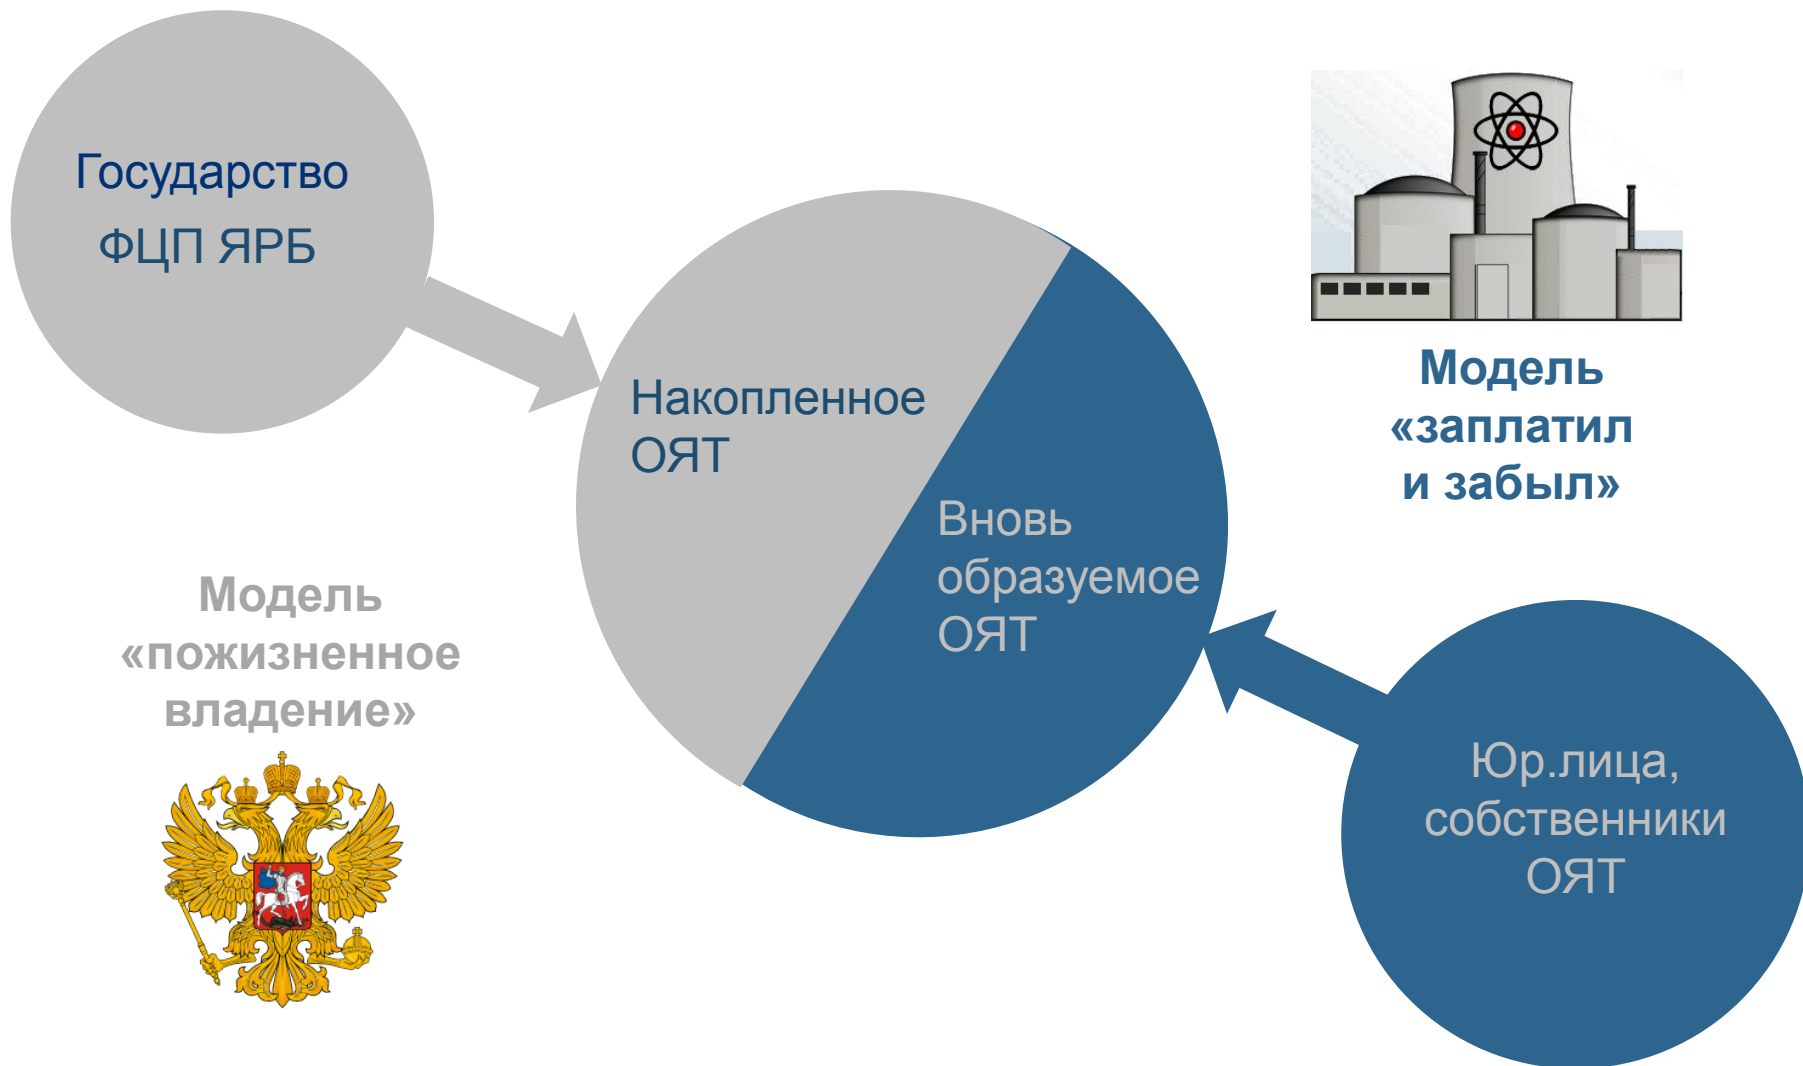 Государство
ФЦП ЯРБ
Накопленное
ОЯТ
Модель
«заплатил
и забыл»
Вновь
образуемое
ОЯТ
Модель
«пожизненное
владение»
Юр.лица,
собственники
ОЯТ